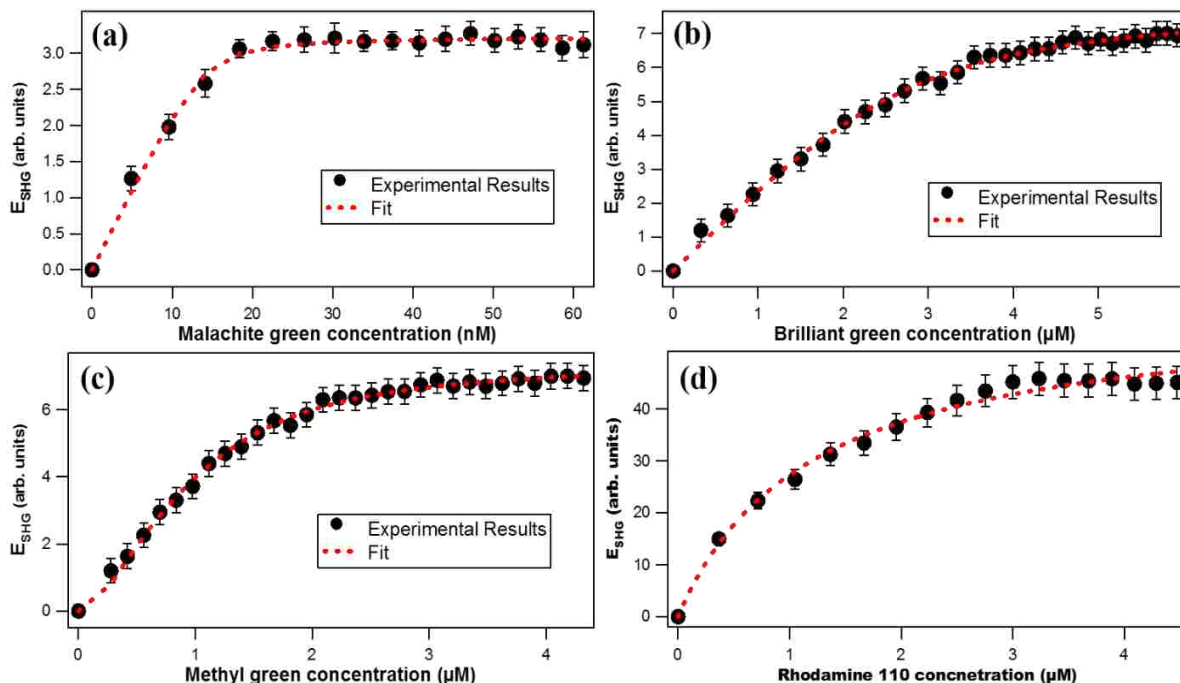 (a)
E_SHG (arb. units)
3.0
2.5
2.0
1.5
1.0
0.5
0.0
Experimental Results
Fit
0 10 20 30 40 50 60
Malachite green concentration (nM)
(b)
E_SHG (arb. units)
7
6
5
4
3
2
1
0
Experimental Results
Fit
0 1 2 3 4 5
Brilliant green concentration (µM)
(c)
E_SHG (arb. units)
6
4
2
0
Experimental Results
Fit
0 1 2 3 4
Methyl green concentration (µM)
(d)
E_SHG (arb. units)
40
30
20
10
0
Experimental Results
Fit
0 1 2 3 4
Rhodamine 110 concnetration (µM)